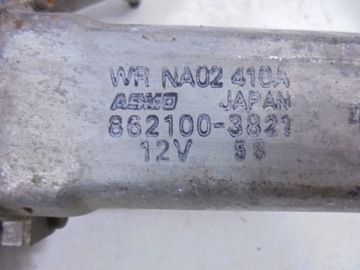 WR NA02 410A
ASMO JAPAN
862100-3821
12V 5S